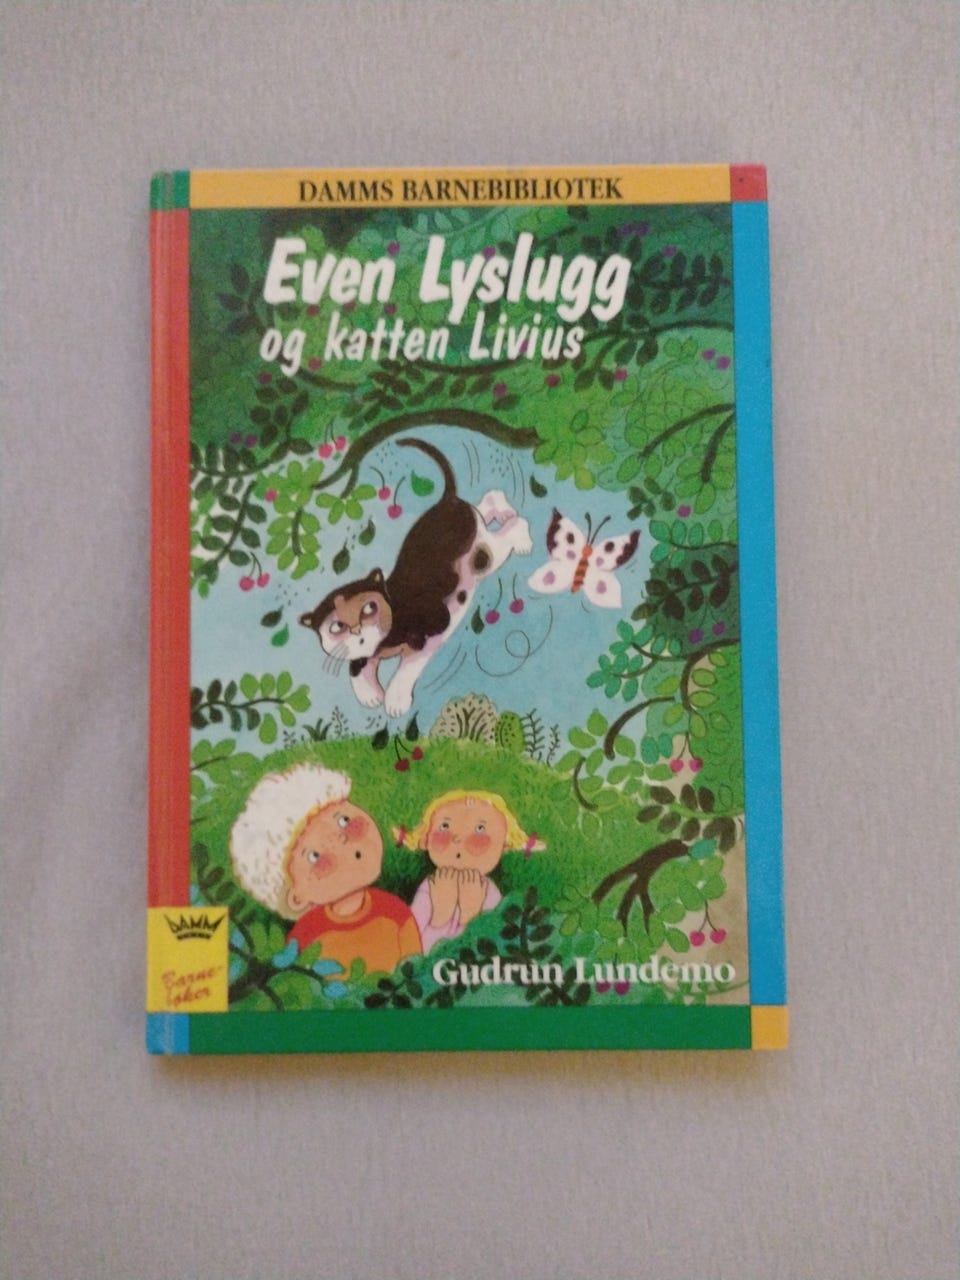 DAMMS BARNEBIBLIOTEK
Even Lyslugg
og katten Livius
DAMM
Barne-
bøker
Gudrun Lundemo